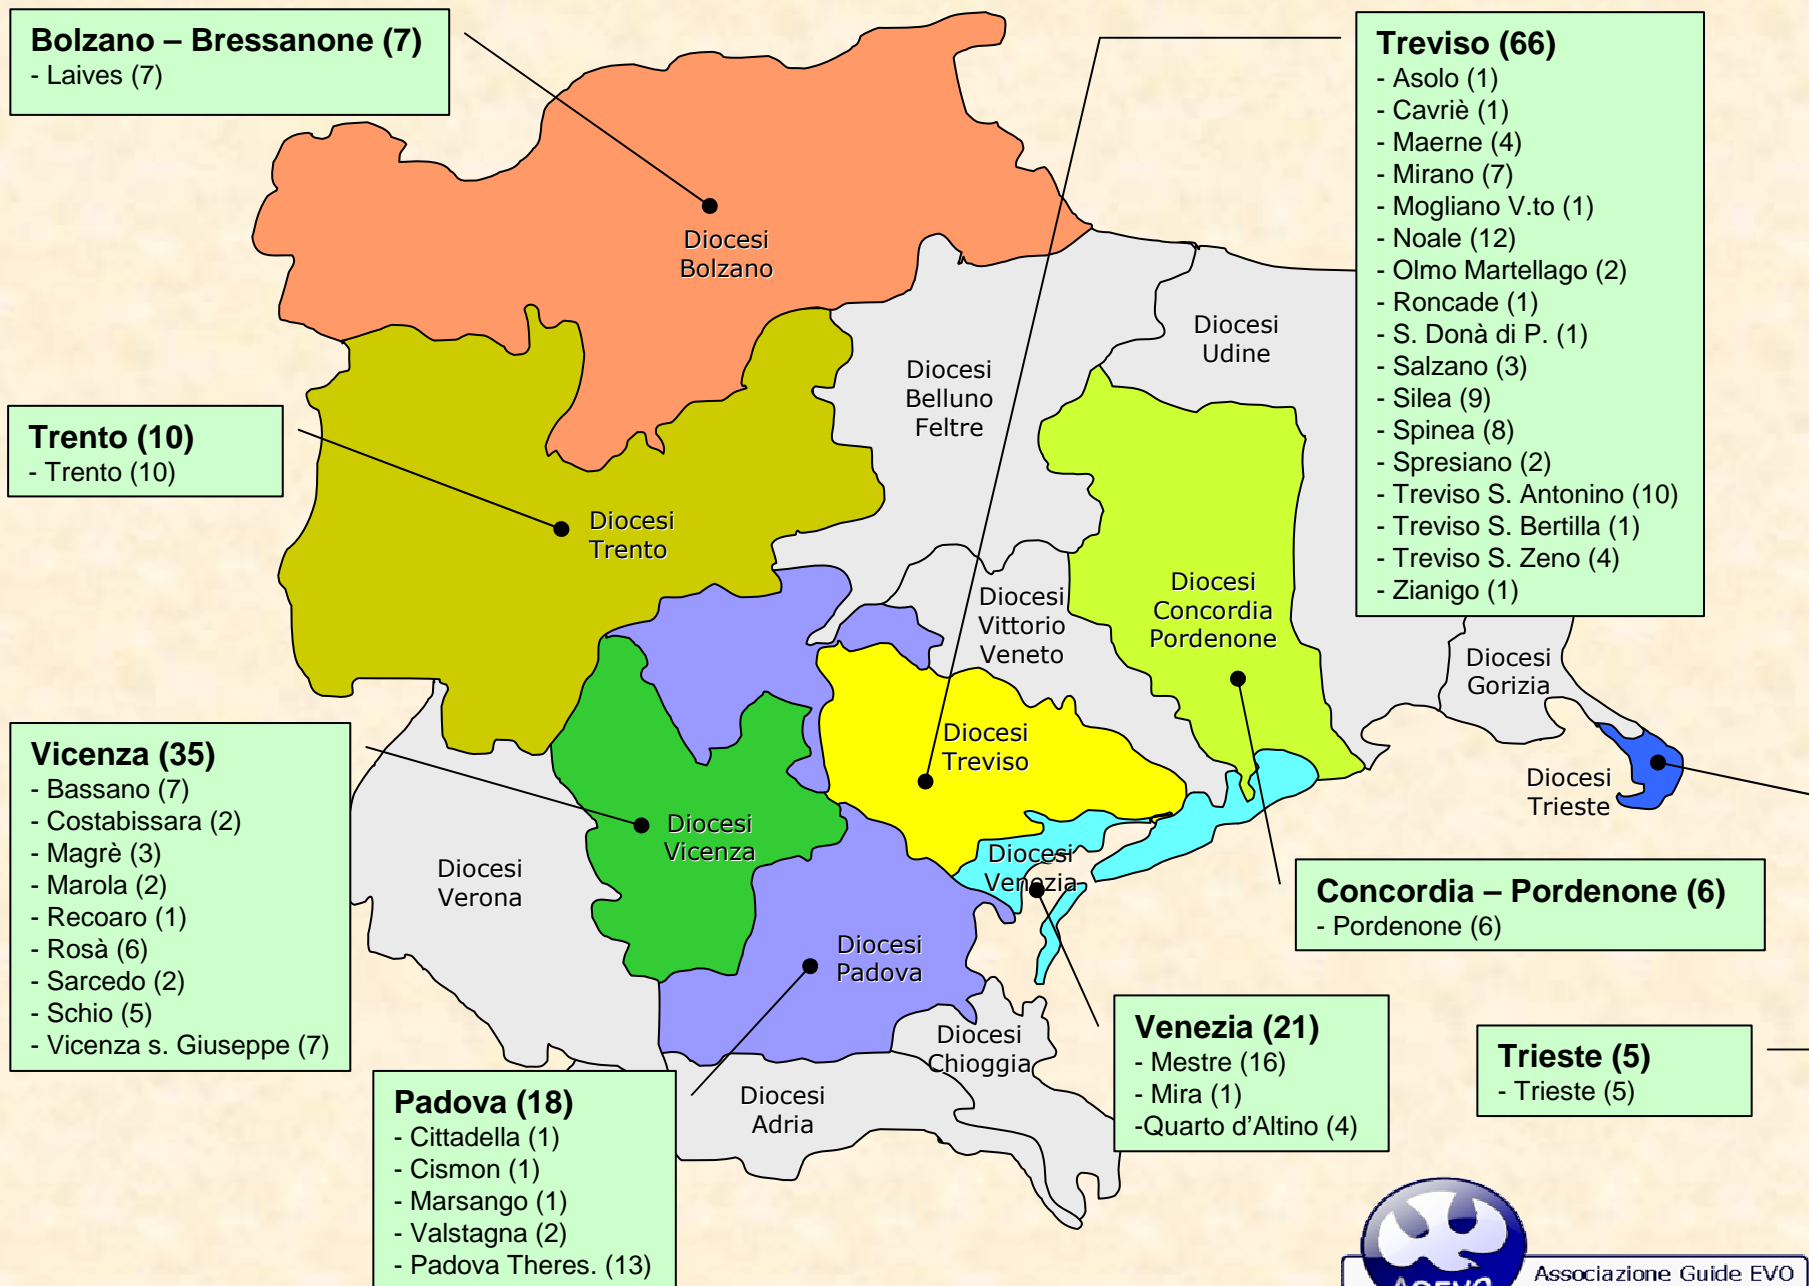 Bolzano – Bressanone (7)
- Laives (7)
Treviso (66)
- Asolo (1)
- Cavriè (1)
- Maerne (4)
- Mirano (7)
- Mogliano V.to (1)
- Noale (12)
- Olmo Martellago (2)
- Roncade (1)
- S. Donà di P. (1)
- Salzano (3)
- Silea (9)
- Spinea (8)
- Spresiano (2)
- Treviso S. Antonino (10)
- Treviso S. Bertilla (1)
- Treviso S. Zeno (4)
- Zianigo (1)
Diocesi
Bolzano
Diocesi
Udine
Diocesi
Belluno
Feltre
Trento (10)
- Trento (10)
Diocesi
Trento
Diocesi
Vittorio
Veneto
Diocesi
Concordia
Pordenone
Diocesi
Gorizia
Vicenza (35)
- Bassano (7)
- Costabissara (2)
- Magrè (3)
- Marola (2)
- Recoaro (1)
- Rosà (6)
- Sarcedo (2)
- Schio (5)
- Vicenza s. Giuseppe (7)
Diocesi
Treviso
Diocesi
Trieste
Diocesi
Vicenza
Diocesi
Verona
Diocesi
Venezia
Concordia – Pordenone (6)
- Pordenone (6)
Diocesi
Padova
Venezia (21)
- Mestre (16)
- Mira (1)
-Quarto d'Altino (4)
Diocesi
Chioggia
Trieste (5)
- Trieste (5)
Diocesi
Adria
Padova (18)
- Cittadella (1)
- Cismon (1)
- Marsango (1)
- Valstagna (2)
- Padova Theres. (13)
AGEVO
Associazione Guide EVO